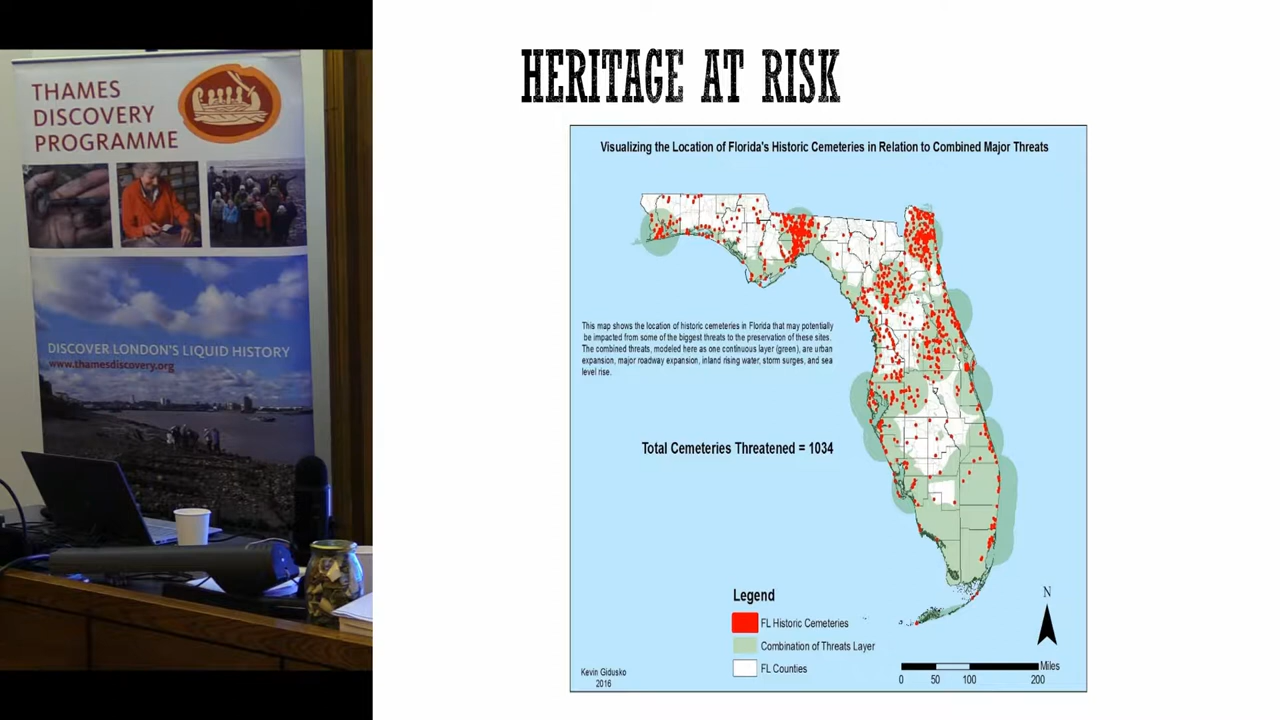 THAMES
DISCOVERY
PROGRAMME
DISCOVER LONDON'S LIQUID HISTORY
www.thamesdiscovery.org
HERITAGE AT RISK
Visualizing the Location of Florida's Historic Cemeteries in Relation to Combined Major Threats
This map shows the location of historic cemeteries in Florida that may potentially
be impacted from some of the biggest threats to the preservation of these sites.
The combined threats, modeled here as one continuous layer (green), are urban
expansion, major roadway expansion, inland rising water, storm surges, and sea
level rise.
Total Cemeteries Threatened = 1034
Legend
FL Historic Cemeteries
Combination of Threats Layer
FL Counties
Kevin Gidusko
2016
N
Miles
0 50 100 200